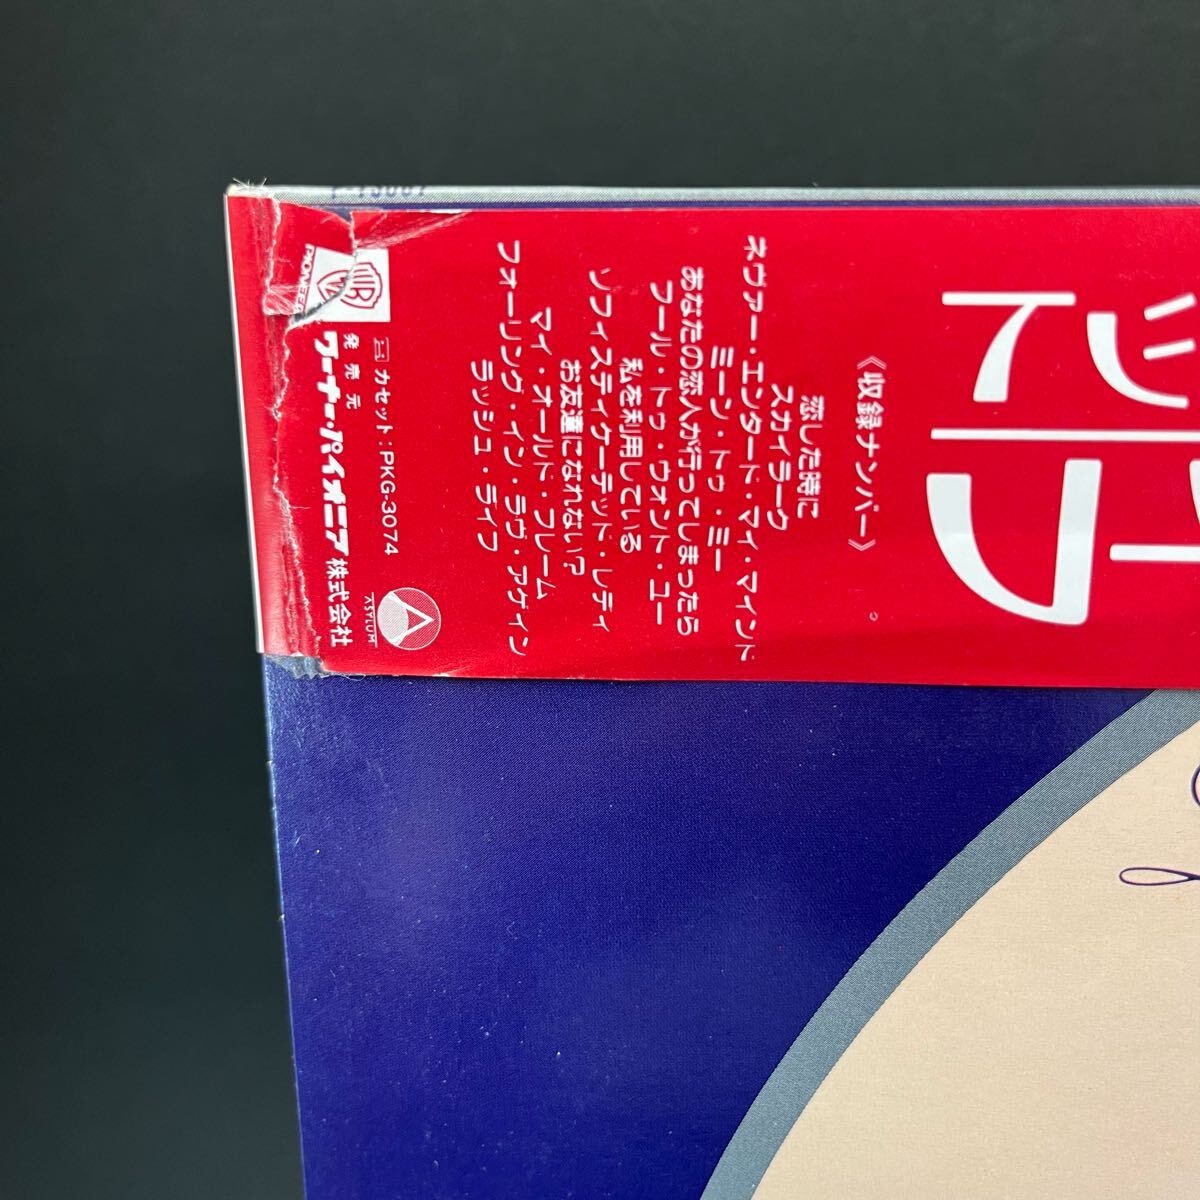 《収録ナンバー》
恋した時に
スカイラーク
ネヴァー・エンタード・マイ・マインド
ミーン・トゥ・ミー
あなたの恋人が行ってしまったら
フール・トゥ・ウォント・ユー
私を利用している
ソフィスティケーテッド・レディ
お友達になれない?
マイ・オールド・フレーム
フォーリング・イン・ラヴ・アゲイン
ラッシュ・ライフ
カセット:PKG-3074
ASYLUM
PIONEER
発売元
ワーナー・パイオニア株式会社